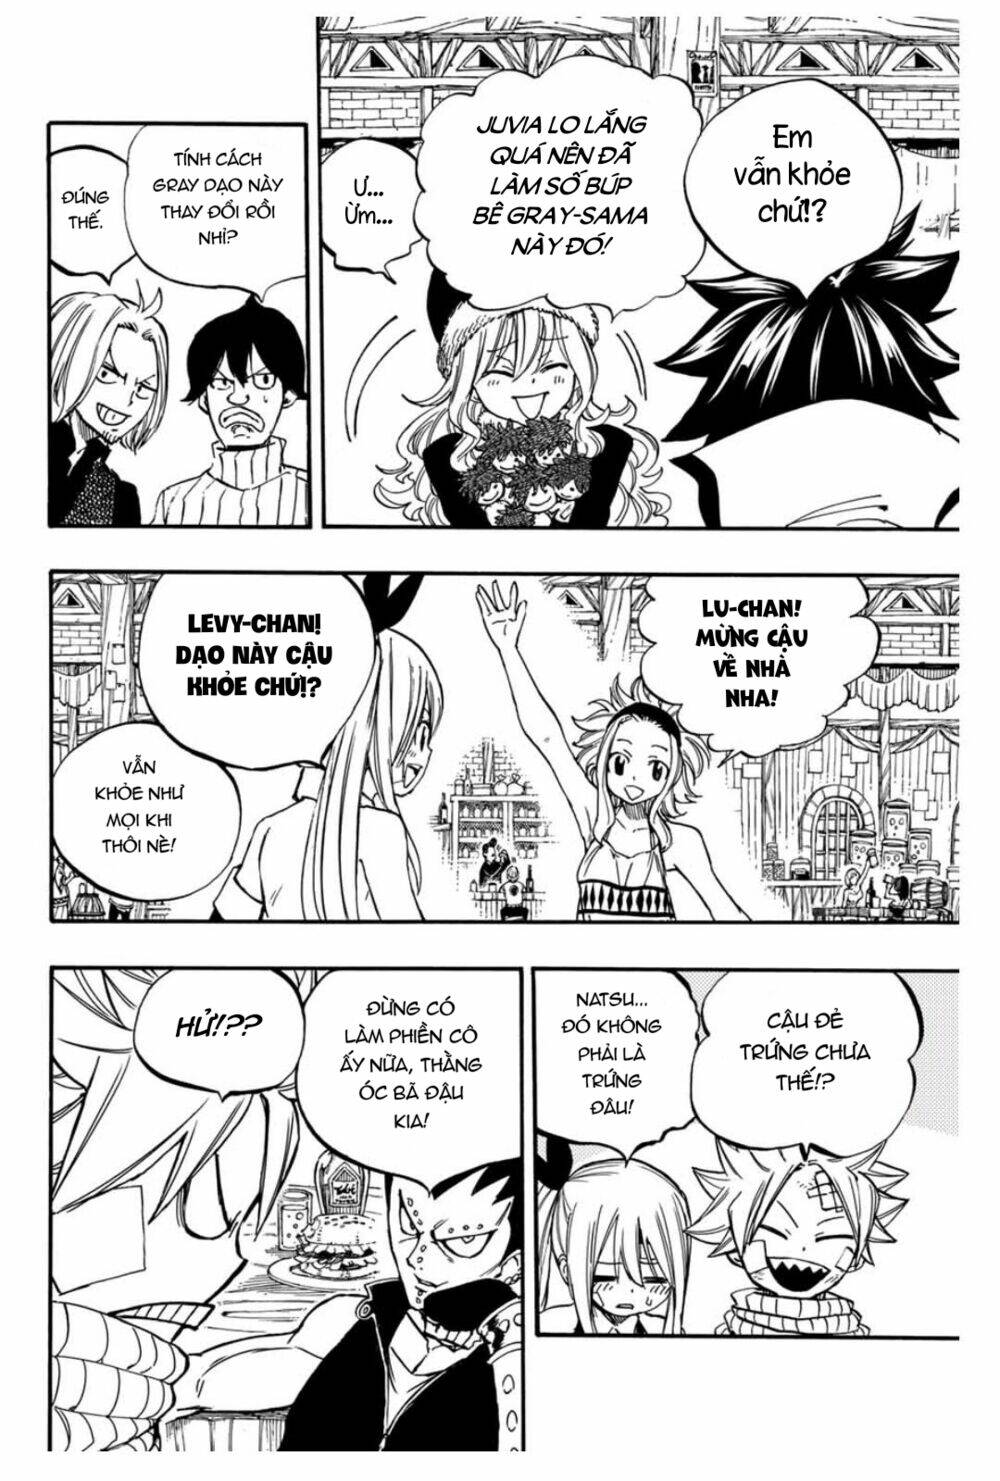 Em
vẫn khỏe
chứ!?
JUVIA LO LẮNG
QUÁ NÊN ĐÃ
LÀM SỐ BÚP
BÊ GRAY-SAMA
NÀY ĐÓ!
Ư...
ỪM...
TÍNH CÁCH
GRAY DẠO NÀY
THAY ĐỔI RỒI
NHỈ?
ĐÚNG
THẾ.
LU-CHAN!
MỪNG CẬU
VỀ NHÀ
NHA!
LEVY-CHAN!
DẠO NÀY CẬU
KHỎE CHỨ!?
VẪN
KHỎE NHƯ
MỌI KHI
THÔI NÈ!
CẬU ĐẺ
TRỨNG CHƯA
THẾ!?
NATSU...
ĐÓ KHÔNG
PHẢI LÀ
TRỨNG
ĐÂU!
ĐỪNG CÓ
LÀM PHIỀN CÔ
ẤY NỮA, THẰNG
ÓC BÃ ĐẬU
KIA!
HỬ!??